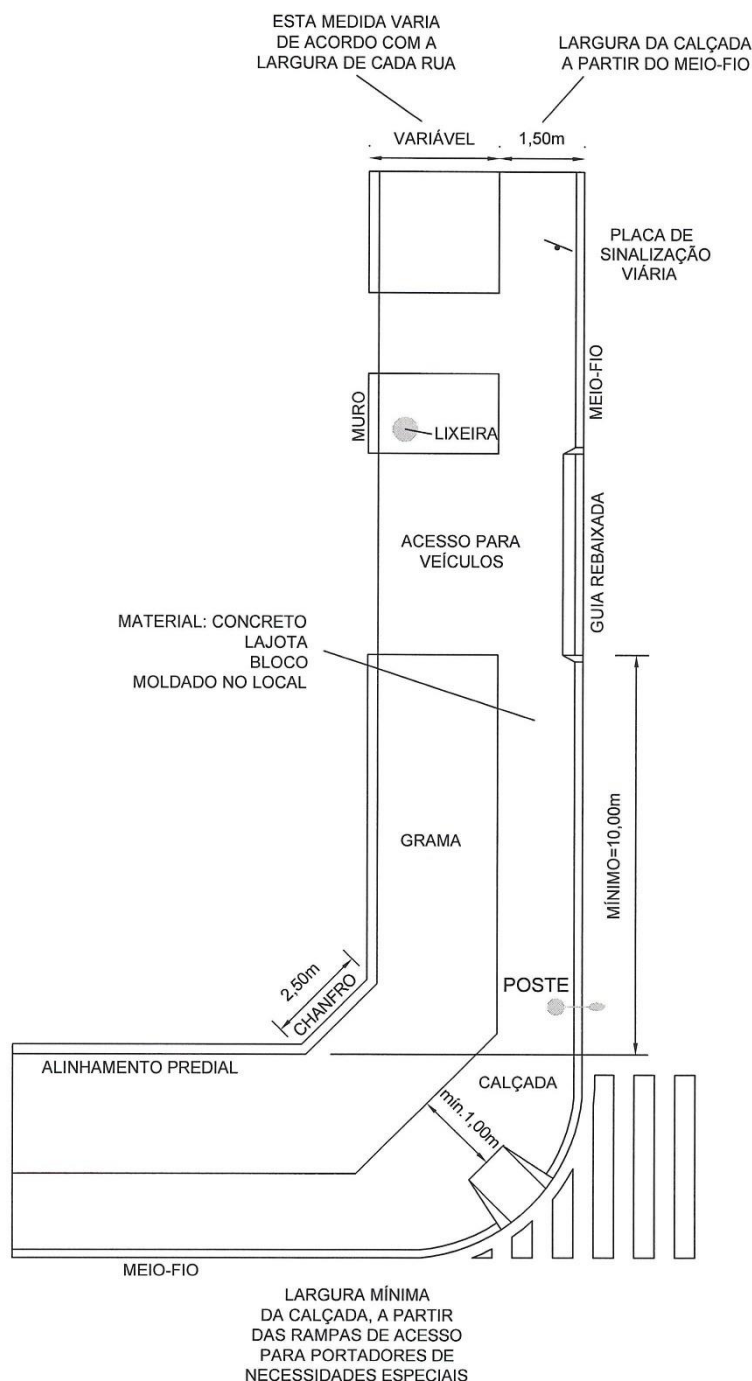 ESTA MEDIDA VARIA
DE ACORDO COM A
LARGURA DE CADA RUA
LARGURA DA CALÇADA
A PARTIR DO MEIO-FIO
VARIÁVEL
1,50m
PLACA DE
SINALIZAÇÃO
VIÁRIA
MEIO-FIO
MURO
LIXEIRA
ACESSO PARA
VEÍCULOS
GUIA REBAIXADA
MATERIAL: CONCRETO
LAJOTA
BLOCO
MOLDADO NO LOCAL
GRAMA
MÍNIMO=10,00m
2,50m
CHANFRO
POSTE
ALINHAMENTO PREDIAL
CALÇADA
mín.1,00m
MEIO-FIO
LARGURA MÍNIMA
DA CALÇADA, A PARTIR
DAS RAMPAS DE ACESSO
PARA PORTADORES DE
NECESSIDADES ESPECIAIS